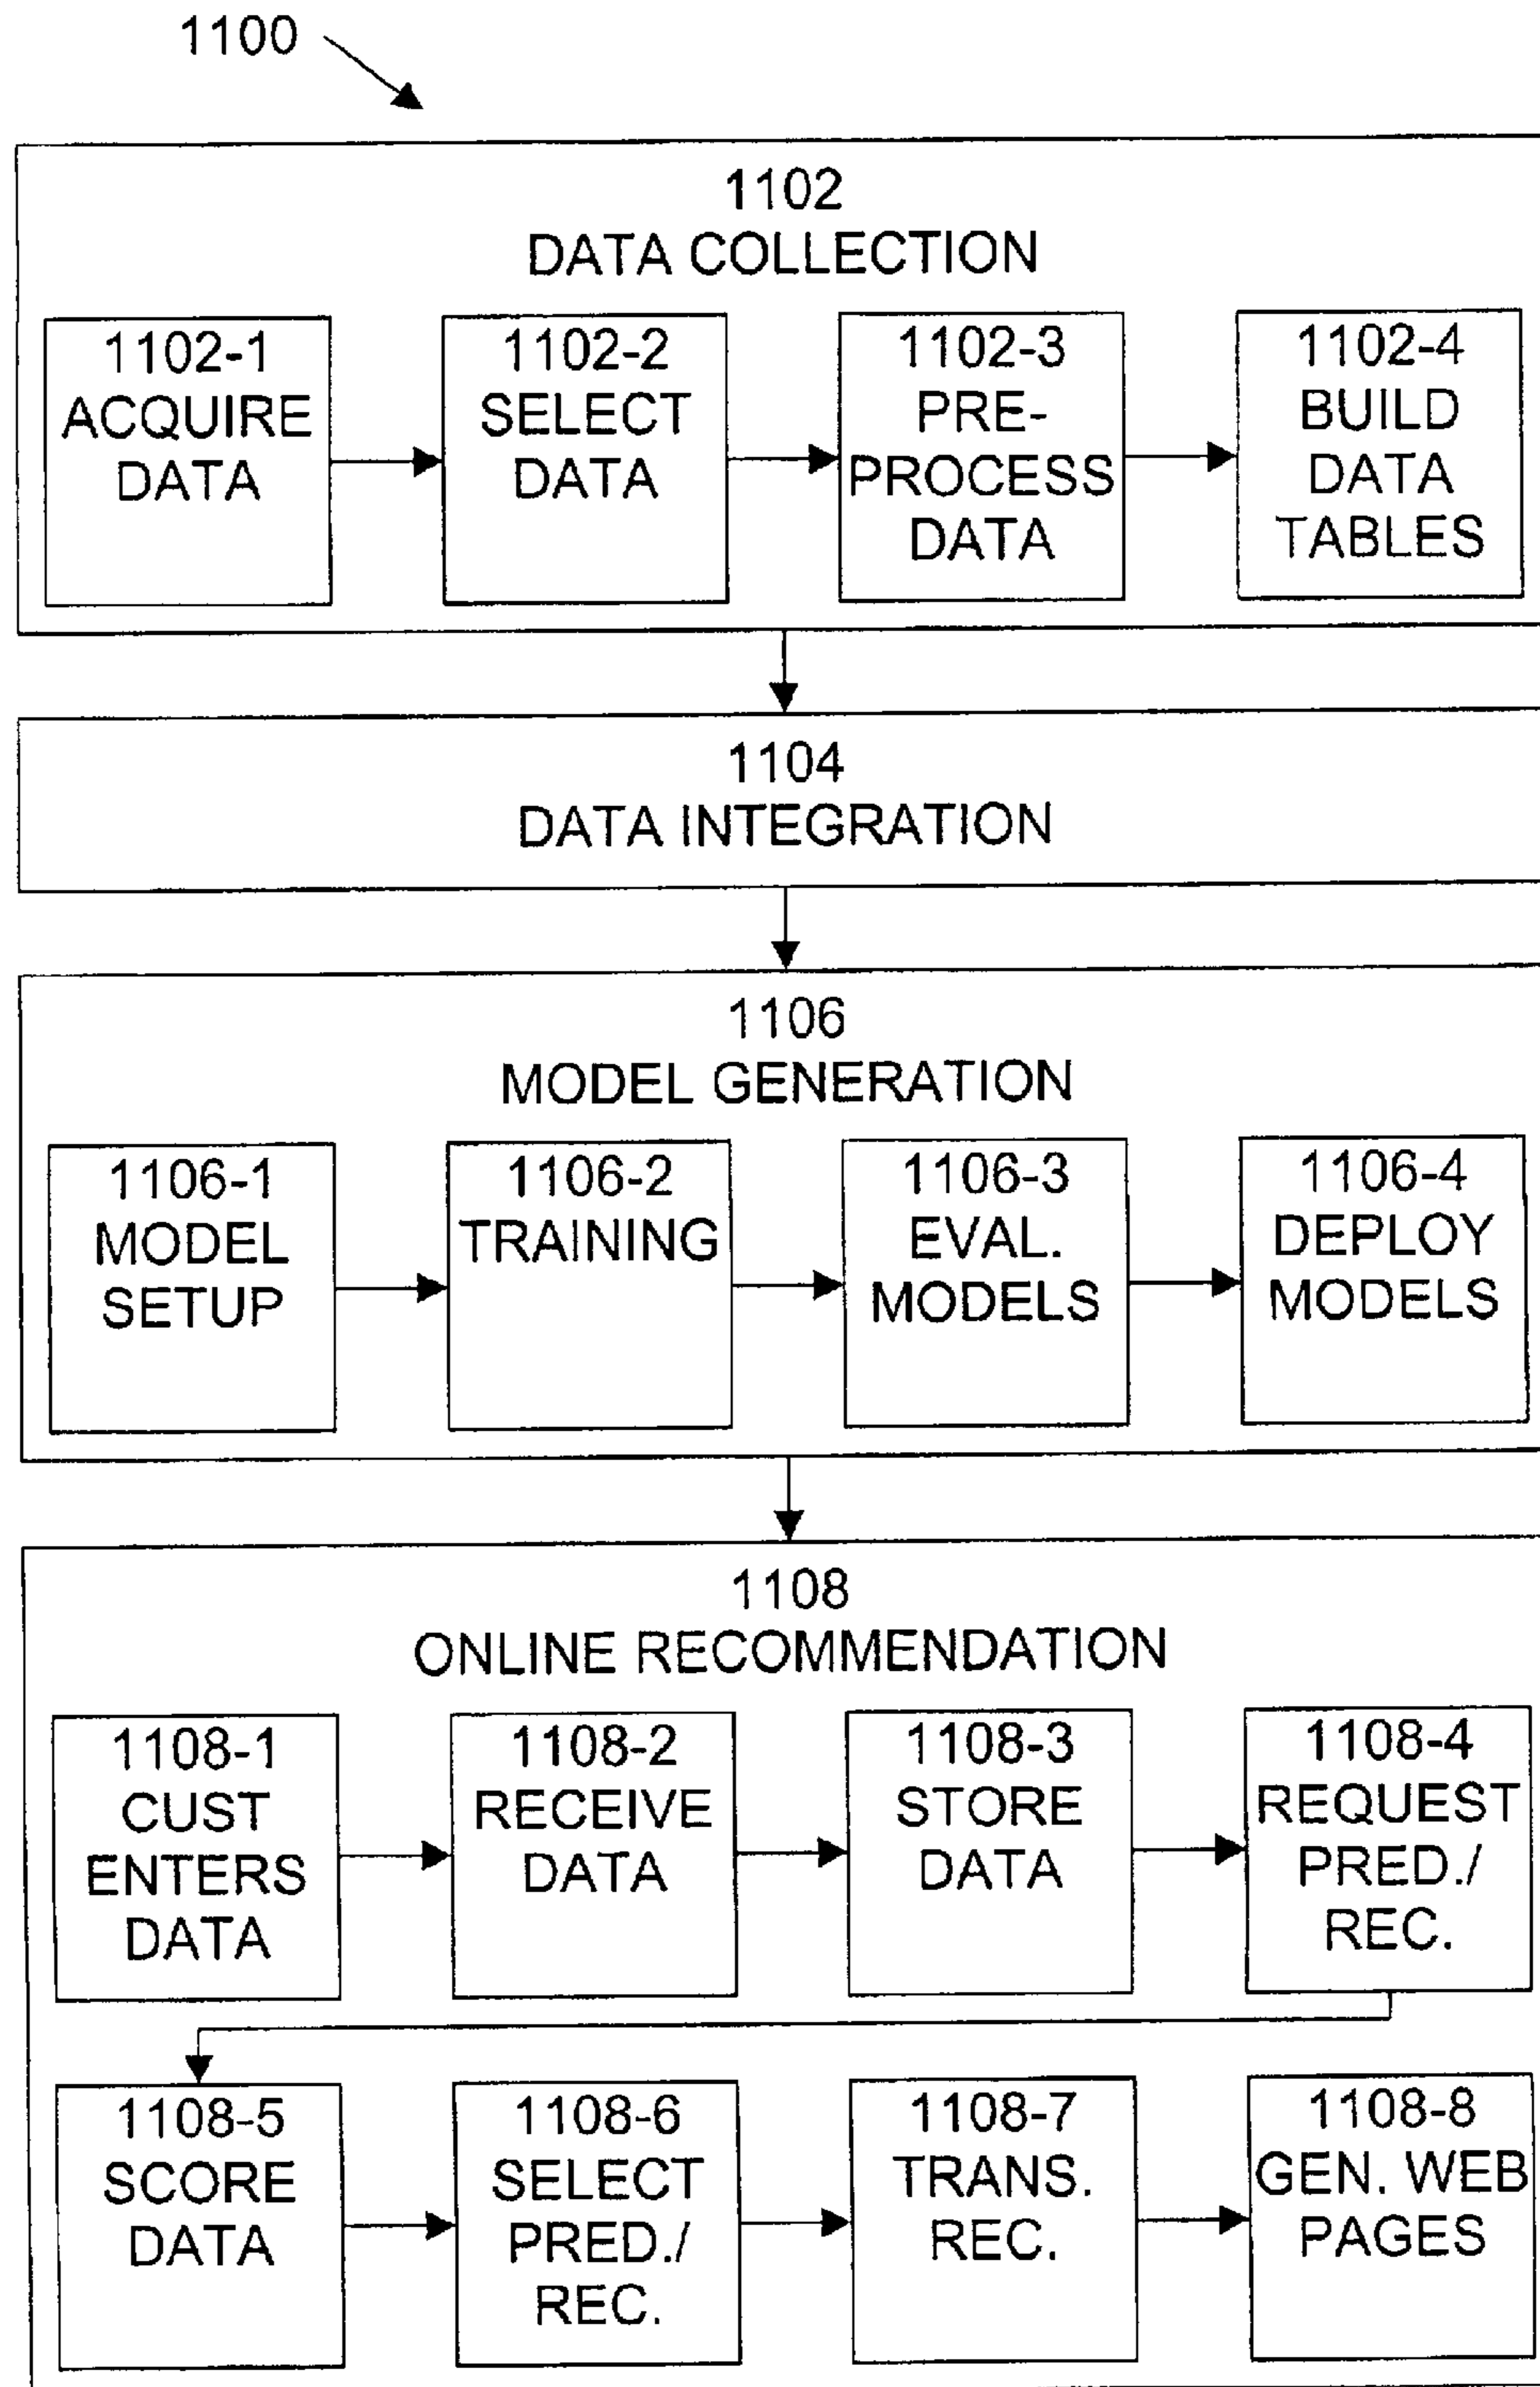 1100
1102
DATA COLLECTION
1102-1
ACQUIRE
DATA
1102-2
SELECT
DATA
1102-3
PRE-
PROCESS
DATA
1102-4
BUILD
DATA
TABLES
1104
DATA INTEGRATION
1106
MODEL GENERATION
1106-1
MODEL
SETUP
1106-2
TRAINING
1106-3
EVAL.
MODELS
1106-4
DEPLOY
MODELS
1108
ONLINE RECOMMENDATION
1108-1
CUST
ENTERS
DATA
1108-2
RECEIVE
DATA
1108-3
STORE
DATA
1108-4
REQUEST
PRED./
REC.
1108-5
SCORE
DATA
1108-6
SELECT
PRED./
REC.
1108-7
TRANS.
REC.
1108-8
GEN. WEB
PAGES